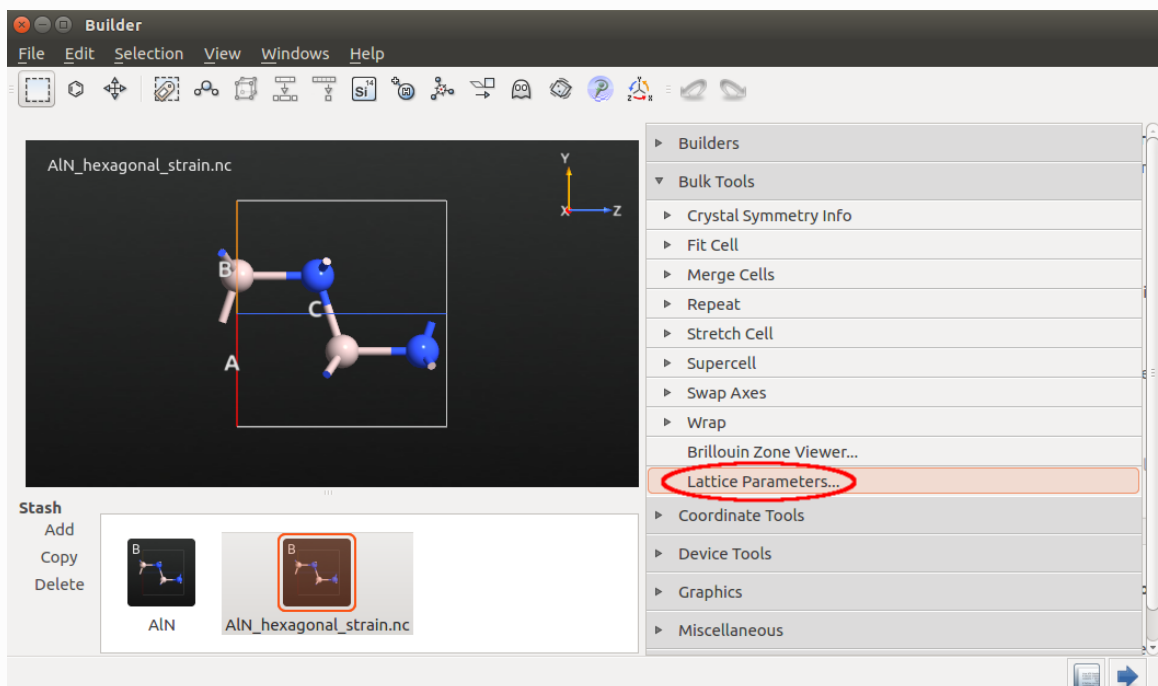 Builder
File Edit Selection View Windows Help
Si 14
AlN_hexagonal_strain.nc
Y
X Z
B
C
A
Builders
Bulk Tools
Crystal Symmetry Info
Fit Cell
Merge Cells
Repeat
Stretch Cell
Supercell
Swap Axes
Wrap
Brillouin Zone Viewer...
Lattice Parameters...
Coordinate Tools
Device Tools
Graphics
Miscellaneous
Stash
Add
Copy
Delete
B
AlN
B
AlN_hexagonal_strain.nc